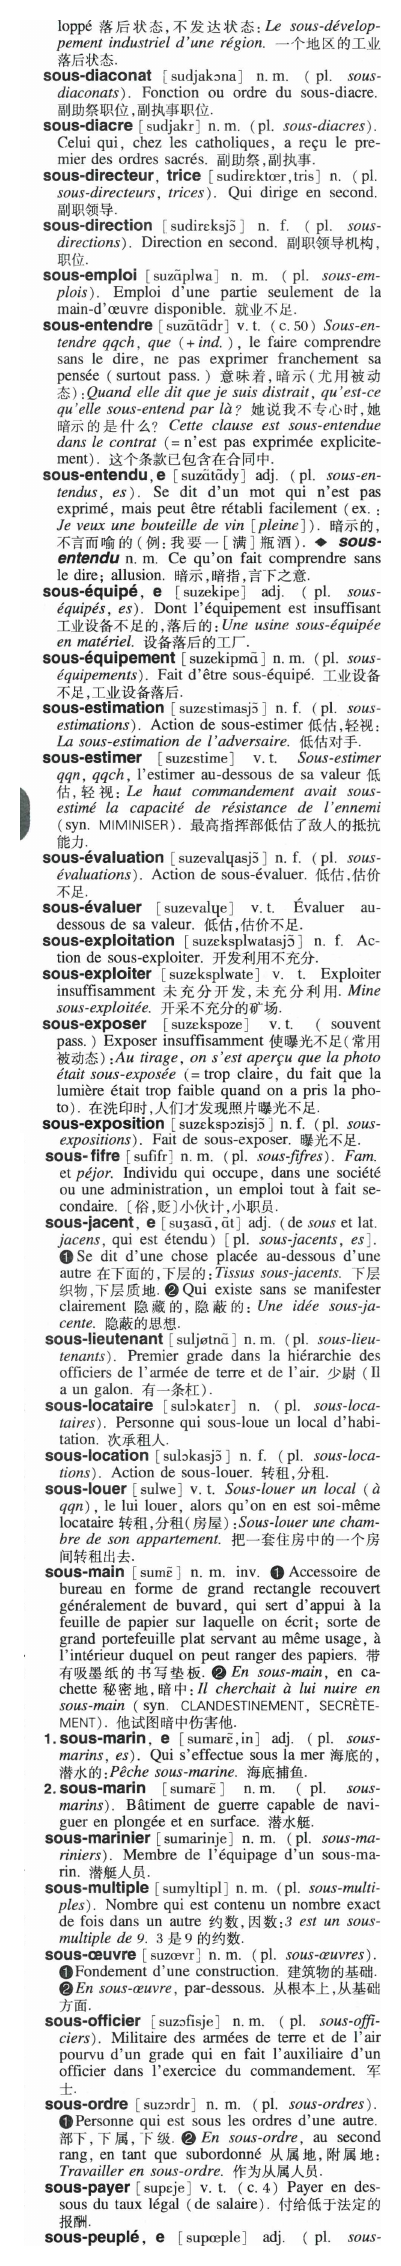 loppé 落后状态,不发达状态:Le sous-dévelop-
pement industriel d'une région. 一个地区的工业
落后状态.
sous-diaconat [sudjakɔna] n. m. ( pl. sous-
diaconats). Fonction ou ordre du sous-diacre.
副助祭职位,副执事职位.
sous-diacre [sudjakr] n. m. (pl. sous-diacres).
Celui qui, chez les catholiques, a reçu le pre-
mier des ordres sacrés. 副助祭,副执事.
sous-directeur, trice [sudirɛktœr,tris] n. (pl.
sous-directeurs, trices). Qui dirige en second.
副职领导.
sous-direction [sudirɛksjɔ̃] n. f. (pl. sous-
directions). Direction en second. 副职领导机构,
职位.
sous-emploi [suzɑ̃plwa] n. m. ( pl. sous-em-
plois). Emploi d'une partie seulement de la
main-d'œuvre disponible. 就业不足.
sous-entendre [suzɑ̃tɑ̃dr] v. t. (c. 50) Sous-en-
tendre qqch, que (+ ind. ), le faire comprendre
sans le dire, ne pas exprimer franchement sa
pensée ( surtout pass. ) 意味着,暗示(尤用被动
态):Quand elle dit que je suis distrait, qu'est-ce
qu'elle sous-entend par là? 她说我不专心时,她
暗示的是什么? Cette clause est sous-entendue
dans le contrat (= n'est pas exprimée explicite-
ment). 这个条款已包含在合同中.
sous-entendu, e [suzɑ̃tɑ̃dy] adj. (pl. sous-en-
tendus, es). Se dit d'un mot qui n'est pas
exprimé, mais peut être rétabli facilement (ex. :
Je veux une bouteille de vin [pleine]). 暗示的,
不言而喻的(例:我要一[满]瓶酒). ◆ sous-
entendu n. m. Ce qu'on fait comprendre sans
le dire; allusion. 暗示,暗指,言下之意.
sous-équipé, e [suzekipe] adj. ( pl. sous-
équipés, es). Dont l'équipement est insuffisant
工业设备不足的,落后的:Une usine sous-équipée
en matériel. 设备落后的工厂.
sous-équipement [suzekipmɑ̃] n. m. (pl. sous-
équipements). Fait d'être sous-équipé. 工业设备
不足,工业设备落后.
sous-estimation [suzɛstimasjɔ̃] n. f. (pl. sous-
estimations). Action de sous-estimer 低估,轻视:
La sous-estimation de l'adversaire. 低估对手.
sous-estimer [suzɛstime] v. t. Sous-estimer
qqn, qqch, l'estimer au-dessous de sa valeur 低
估,轻视: Le haut commandement avait sous-
estimé la capacité de résistance de l'ennemi
(syn. MIMINISER). 最高指挥部低估了敌人的抵抗
能力.
sous-évaluation [suzevalɥasjɔ̃] n. f. (pl. sous-
évaluations). Action de sous-évaluer. 低估,估价
不足.
sous-évaluer [suzevalɥe] v. t. Évaluer au-
dessous de sa valeur. 低估,估价不足.
sous-exploitation [suzɛksplwatasjɔ̃] n. f. Ac-
tion de sous-exploiter. 开发利用不充分.
sous-exploiter [suzɛksplwate] v. t. Exploiter
insuffisamment 未充分开发,未充分利用. Mine
sous-exploitée. 开采不充分的矿场.
sous-exposer [suzɛkspoze] v. t. ( souvent
pass. ) Exposer insuffisamment 使曝光不足(常用
被动态):Au tirage, on s'est aperçu que la photo
était sous-exposée (= trop claire, du fait que la
lumière était trop faible quand on a pris la pho-
to). 在洗印时,人们才发现照片曝光不足.
sous-exposition [suzɛkspɔzisjɔ̃] n. f. (pl. sous-
expositions). Fait de sous-exposer. 曝光不足.
sous-fifre [sufifr] n. m. (pl. sous-fifres). Fam.
et péjor. Individu qui occupe, dans une société
ou une administration, un emploi tout à fait se-
condaire. 〔俗,贬〕小伙计,小职员.
sous-jacent, e [suʒasɑ̃, ɑ̃t] adj. (de sous et lat.
jacens, qui est étendu) [pl. sous-jacents, es].
❶ Se dit d'une chose placée au-dessous d'une
autre 在下面的,下层的:Tissus sous-jacents. 下层
织物,下层质地. ❷ Qui existe sans se manifester
clairement 隐藏的, 隐蔽的: Une idée sous-ja-
cente. 隐蔽的思想.
sous-lieutenant [suljøtnɑ̃] n. m. ( pl. sous-lieu-
tenants). Premier grade dans la hiérarchie des
officiers de l'armée de terre et de l'air. 少尉 (Il
a un galon. 有一条杠).
sous-locataire [sulɔkatɛr] n. ( pl. sous-loca-
taires). Personne qui sous-loue un local d'habi-
tation. 次承租人.
sous-location [sulɔkasjɔ̃] n. f. ( pl. sous-loca-
tions). Action de sous-louer. 转租,分租.
sous-louer [sulwe] v. t. Sous-louer un local (à
qqn), le lui louer, alors qu'on en est soi-même
locataire 转租,分租(房屋):Sous-louer une cham-
bre de son appartement. 把一套住房中的一个房
间转租出去.
sous-main [sumɛ̃] n. m. inv. ❶ Accessoire de
bureau en forme de grand rectangle recouvert
généralement de buvard, qui sert d'appui à la
feuille de papier sur laquelle on écrit; sorte de
grand portefeuille plat servant au même usage, à
l'intérieur duquel on peut ranger des papiers. 带
有吸墨纸的书写垫板. ❷ En sous-main, en ca-
chette 秘密地,暗中:Il cherchait à lui nuire en
sous-main ( syn. CLANDESTINEMENT, SECRÈTE-
MENT). 他试图暗中伤害他.
1. sous-marin, e [sumarɛ̃,in] adj. ( pl. sous-
marins, es). Qui s'effectue sous la mer 海底的,
潜水的:Pêche sous-marine. 海底捕鱼.
2. sous-marin [sumarɛ̃] n. m. ( pl. sous-
marins). Bâtiment de guerre capable de navi-
guer en plongée et en surface. 潜水艇.
sous-marinier [sumarinje] n. m. ( pl. sous-ma-
riniers). Membre de l'équipage d'un sous-ma-
rin. 潜艇人员.
sous-multiple [sumyltipl] n. m. (pl. sous-multi-
ples). Nombre qui est contenu un nombre exact
de fois dans un autre 约数,因数:3 est un sous-
multiple de 9. 3 是 9 的约数.
sous-œuvre [suzœvr] n. m. (pl. sous-œuvres).
❶ Fondement d'une construction. 建筑物的基础.
❷ En sous-œuvre, par-dessous. 从根本上,从基础
方面.
sous-officier [suzɔfisje] n. m. ( pl. sous-offi-
ciers). Militaire des armées de terre et de l'air
pourvu d'un grade qui en fait l'auxiliaire d'un
officier dans l'exercice du commandement. 军
士.
sous-ordre [suzɔrdr] n. m. (pl. sous-ordres).
❶ Personne qui est sous les ordres d'une autre.
部下,下属,下级. ❷ En sous-ordre, au second
rang, en tant que subordonné 从属地,附属地:
Travailler en sous-ordre. 作为从属人员.
sous-payer [supɛje] v. t. (c. 4) Payer en des-
sous du taux légal (de salaire). 付给低于法定的
报酬.
sous-peuplé, e [supœple] adj. ( pl. sous-